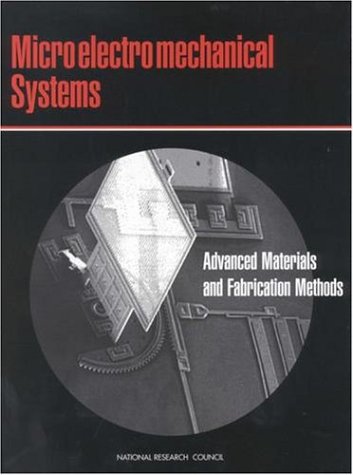 Microelectromechanical
Systems
Advanced Materials
and Fabrication Methods
NATIONAL RESEARCH COUNCIL